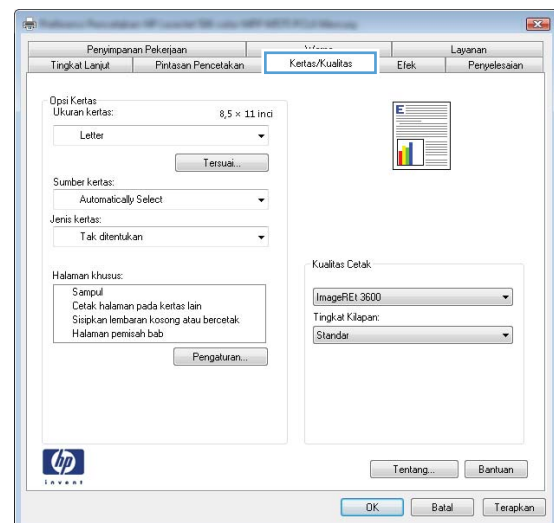 Penyimpanan Pekerjaan Warna Layanan
Tingkat Lanjut Pintasan Pencetakan Kertas/Kualitas Efek Penyelesaian
Opsi Kertas
Ukuran kertas: 8,5 × 11 inci
Letter
Tersuai...
Sumber kertas:
Automatically Select
Jenis kertas:
Tak ditentukan
Halaman khusus:
Sampul
Cetak halaman pada kertas lain
Sisipkan lembaran kosong atau bercetak
Halaman pemisah bab
Pengaturan...
E
Kualitas Cetak
ImageREt 3600
Tingkat Kilapan:
Standar
hp
invent
Tentang... Bantuan
OK Batal Terapkan